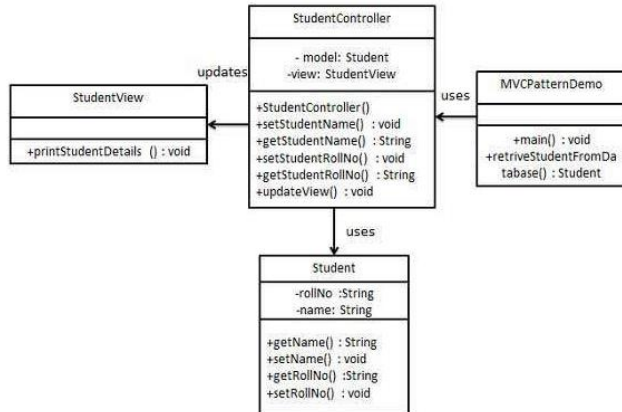 StudentController
- model: Student
-view: StudentView
+StudentController()
+setStudentName() : void
+getStudentName() : String
+setStudentRollNo() : void
+getStudentRollNo() : String
+updateView() : void
updates
StudentView
+printStudentDetails () : void
uses
MVCPatternDemo
+main() : void
+retriveStudentFromDa
tabase() : Student
uses
Student
-rollNo :String
-name: String
+getName() : String
+setName() : void
+getRollNo() :String
+setRollNo() : void